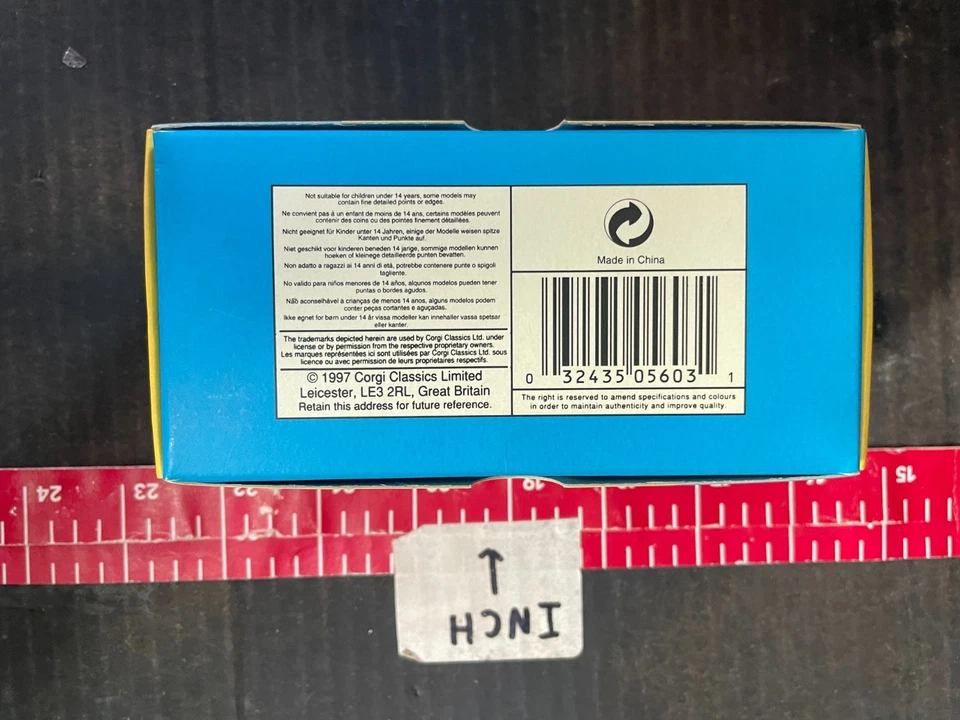 Not suitable for children under 14 years, some models may
contain fine detailed points or edges.
Ne convient pas à un enfant de moins de 14 ans, certains modèles peuvent
contenir des coins ou des pointes finement détaillées.
Nicht geeignet für Kinder unter 14 Jahren, einige der Modelle weisen spitze
Kanten und Punkte auf.
Niet geschikt voor kinderen beneden 14 jarige, sommige modellen kunnen
hoeken of kleinege detailleerde punten bevatten.
Non adatto a ragazzi ai 14 anni di età, potrebbe contenere punte o spigoli
tagliente.
No valido para niños menores de 14 años, algunos modelos pueden tener
puntas o bordes agudos.
Não aconselhável a crianças de menos 14 anos, alguns modelos podem
conter peças cortantes e aguçadas.
Ikke egnet for børn under 14 år vissa modeller kan innehaller vassa spetsar
eller kanter.
The trademarks depicted herein are used by Corgi Classics Ltd. under
license or by permission from the respective proprietary owners.
Les marques représentées ici sont utilisées par Corgi Classics Ltd. sous
licence ou avec permission de leurs propriétaires respectifs.
© 1997 Corgi Classics Limited
Leicester, LE3 2RL, Great Britain
Retain this address for future reference.
Made in China
0 32435 05603 1
The right is reserved to amend specifications and colours
in order to maintain authenticity and improve quality.
24 23 22 19 15
INCH